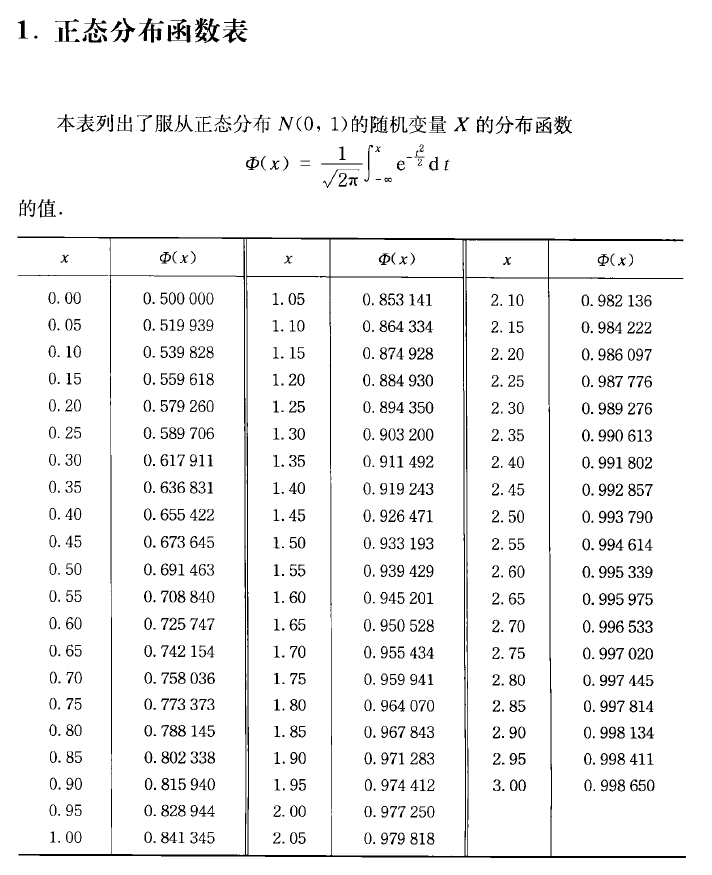 1. 正态分布函数表
本表列出了服从正态分布 N(0, 1)的随机变量 X 的分布函数
Φ(x) = \frac{1}{\sqrt{2π}}∫_{-∞}^{x} e^{-\frac{t^2}{2}} d t
的值.
x Φ(x) x Φ(x) x Φ(x)
0.00 0.500 000 1.05 0.853 141 2.10 0.982 136
0.05 0.519 939 1.10 0.864 334 2.15 0.984 222
0.10 0.539 828 1.15 0.874 928 2.20 0.986 097
0.15 0.559 618 1.20 0.884 930 2.25 0.987 776
0.20 0.579 260 1.25 0.894 350 2.30 0.989 276
0.25 0.589 706 1.30 0.903 200 2.35 0.990 613
0.30 0.617 911 1.35 0.911 492 2.40 0.991 802
0.35 0.636 831 1.40 0.919 243 2.45 0.992 857
0.40 0.655 422 1.45 0.926 471 2.50 0.993 790
0.45 0.673 645 1.50 0.933 193 2.55 0.994 614
0.50 0.691 463 1.55 0.939 429 2.60 0.995 339
0.55 0.708 840 1.60 0.945 201 2.65 0.995 975
0.60 0.725 747 1.65 0.950 528 2.70 0.996 533
0.65 0.742 154 1.70 0.955 434 2.75 0.997 020
0.70 0.758 036 1.75 0.959 941 2.80 0.997 445
0.75 0.773 373 1.80 0.964 070 2.85 0.997 814
0.80 0.788 145 1.85 0.967 843 2.90 0.998 134
0.85 0.802 338 1.90 0.971 283 2.95 0.998 411
0.90 0.815 940 1.95 0.974 412 3.00 0.998 650
0.95 0.828 944 2.00 0.977 250
1.00 0.841 345 2.05 0.979 818